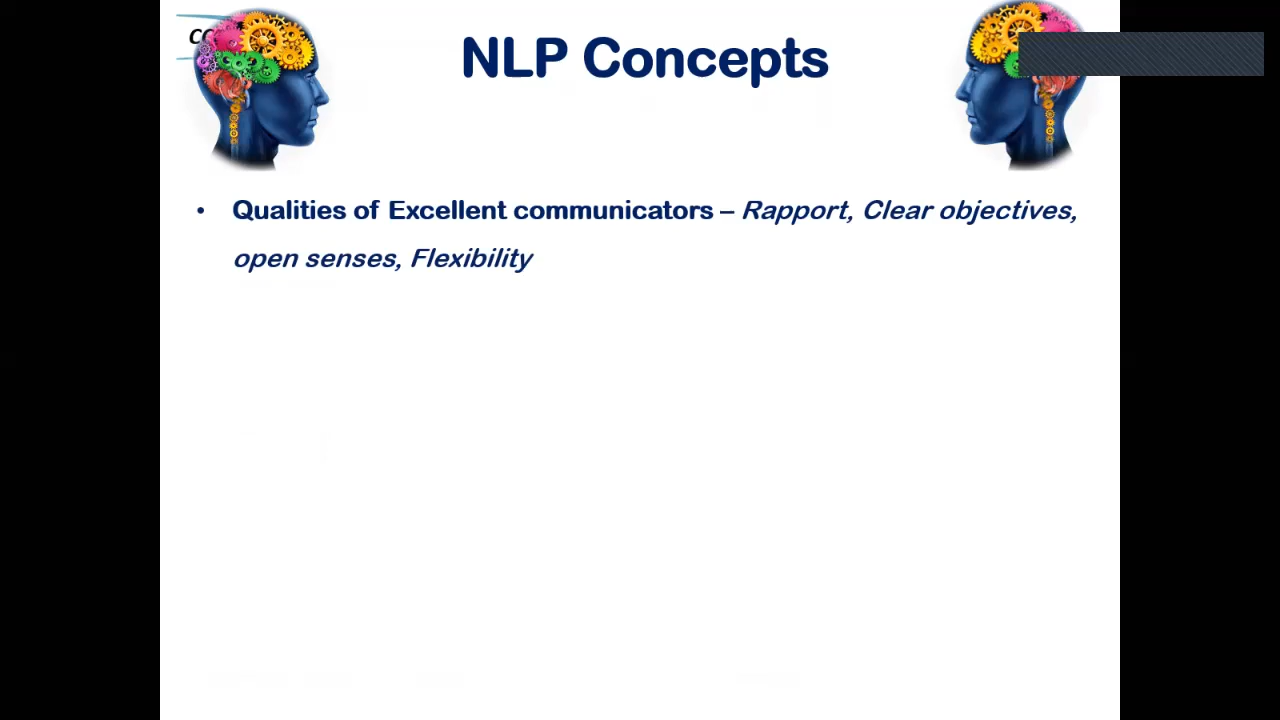 NLP Concepts
• Qualities of Excellent communicators – Rapport, Clear objectives,
open senses, Flexibility